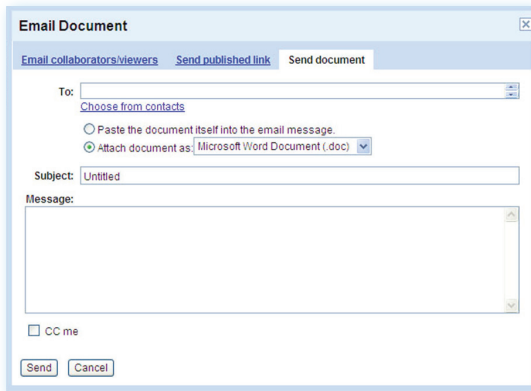 Email Document
Email collaborators/viewers Send published link Send document
To:
Choose from contacts
Paste the document itself into the email message.
Attach document as: Microsoft Word Document (.doc)
Subject: Untitled
Message:
CC me
Send Cancel